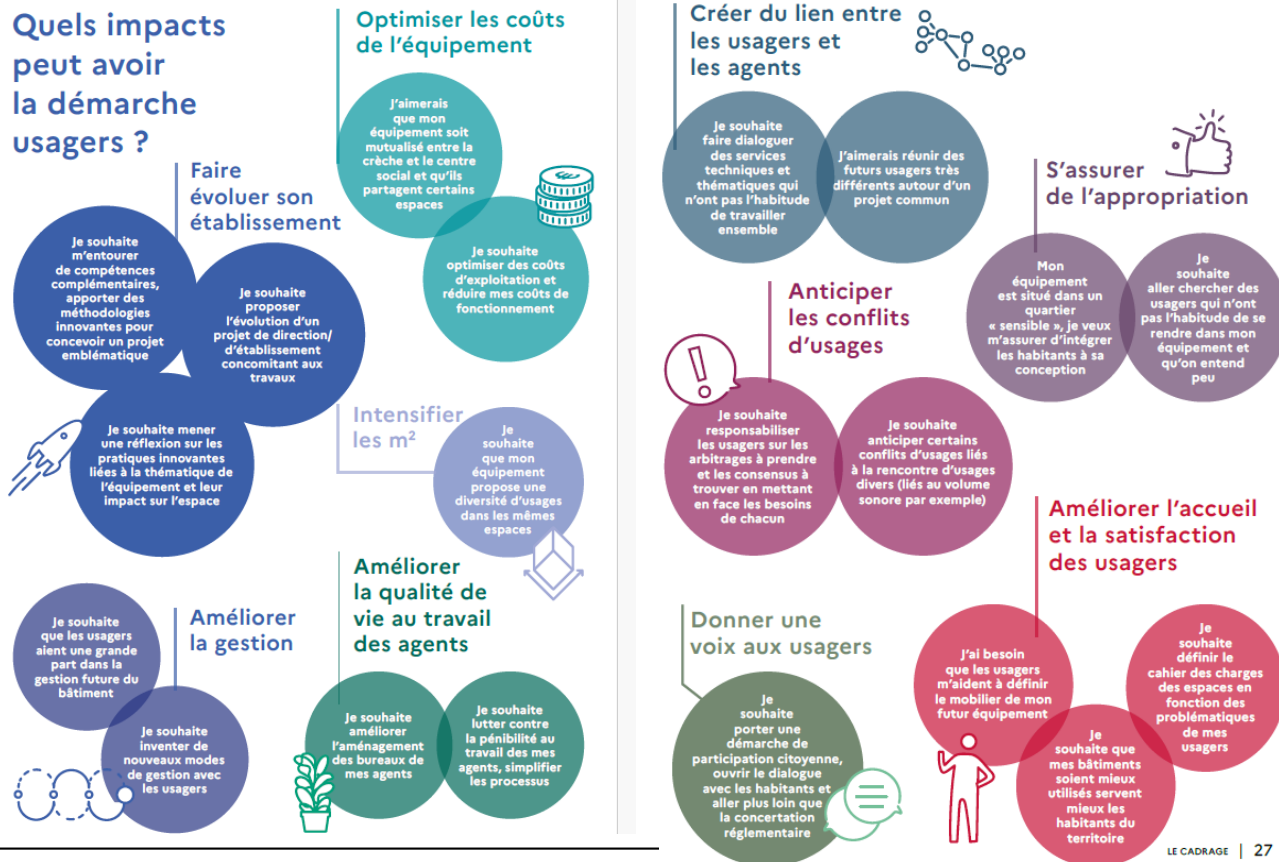 Quels impacts
peut avoir
la démarche
usagers ?
Faire
évoluer son
établissement
Je souhaite
m'entourer
de compétences
complémentaires,
apporter des
méthodologies
innovantes pour
concevoir un projet
emblématique
Je souhaite
proposer
l'évolution d'un
projet de direction/
d'établissement
concomitant aux
travaux
Je souhaite mener
une réflexion sur les
pratiques innovantes
liées à la thématique de
l'équipement et leur
impact sur l'espace
Optimiser les coûts
de l'équipement
J'aimerais
que mon
équipement soit
mutualisé entre la
crèche et le centre
social et qu'ils
partagent certains
espaces
Je souhaite
optimiser des coûts
d'exploitation et
réduire mes coûts de
fonctionnement
Intensifier
les m²
Je
souhaite
que mon
équipement
propose une
diversité d'usages
dans les mêmes
espaces
Améliorer
la gestion
Je souhaite
que les usagers
aient une grande
part dans la
gestion future du
bâtiment
Je souhaite
inventer de
nouveaux modes
de gestion avec
les usagers
Améliorer
la qualité de
vie au travail
des agents
Je souhaite
améliorer
l'aménagement
des bureaux de
mes agents
Je souhaite
lutter contre
la pénibilité au
travail des mes
agents, simplifier
les processus
Créer du lien entre
les usagers et
les agents
Je souhaite
faire dialoguer
des services
techniques et
thématiques qui
n'ont pas l'habitude
de travailler
ensemble
J'aimerais réunir des
futurs usagers très
différents autour d'un
projet commun
S'assurer
de l'appropriation
Mon
équipement
est situé dans un
quartier
« sensible », je veux
m'assurer d'intégrer
les habitants à sa
conception
Je
souhaite
aller chercher des
usagers qui n'ont
pas l'habitude de se
rendre dans mon
équipement et
qu'on entend
peu
Anticiper
les conflits
d'usages
Je souhaite
responsabiliser
les usagers sur les
arbitrages à prendre
et les consensus à
trouver en mettant
en face les besoins
de chacun
Je souhaite
anticiper certains
conflits d'usages liés
à la rencontre d'usages
divers (liés au volume
sonore par exemple)
Améliorer l'accueil
et la satisfaction
des usagers
J'ai besoin
que les usagers
m'aident à définir
le mobilier de mon
futur équipement
Je
souhaite
définir le
cahier des charges
des espaces en
fonction des
problématiques
de mes
usagers
Je
souhaite que
mes bâtiments
soient mieux
utilisés servent
mieux les
habitants du
territoire
Donner une
voix aux usagers
Je
souhaite
porter une
démarche de
participation citoyenne,
ouvrir le dialogue
avec les habitants et
aller plus loin que
la concertation
réglementaire
LE CADRAGE | 27